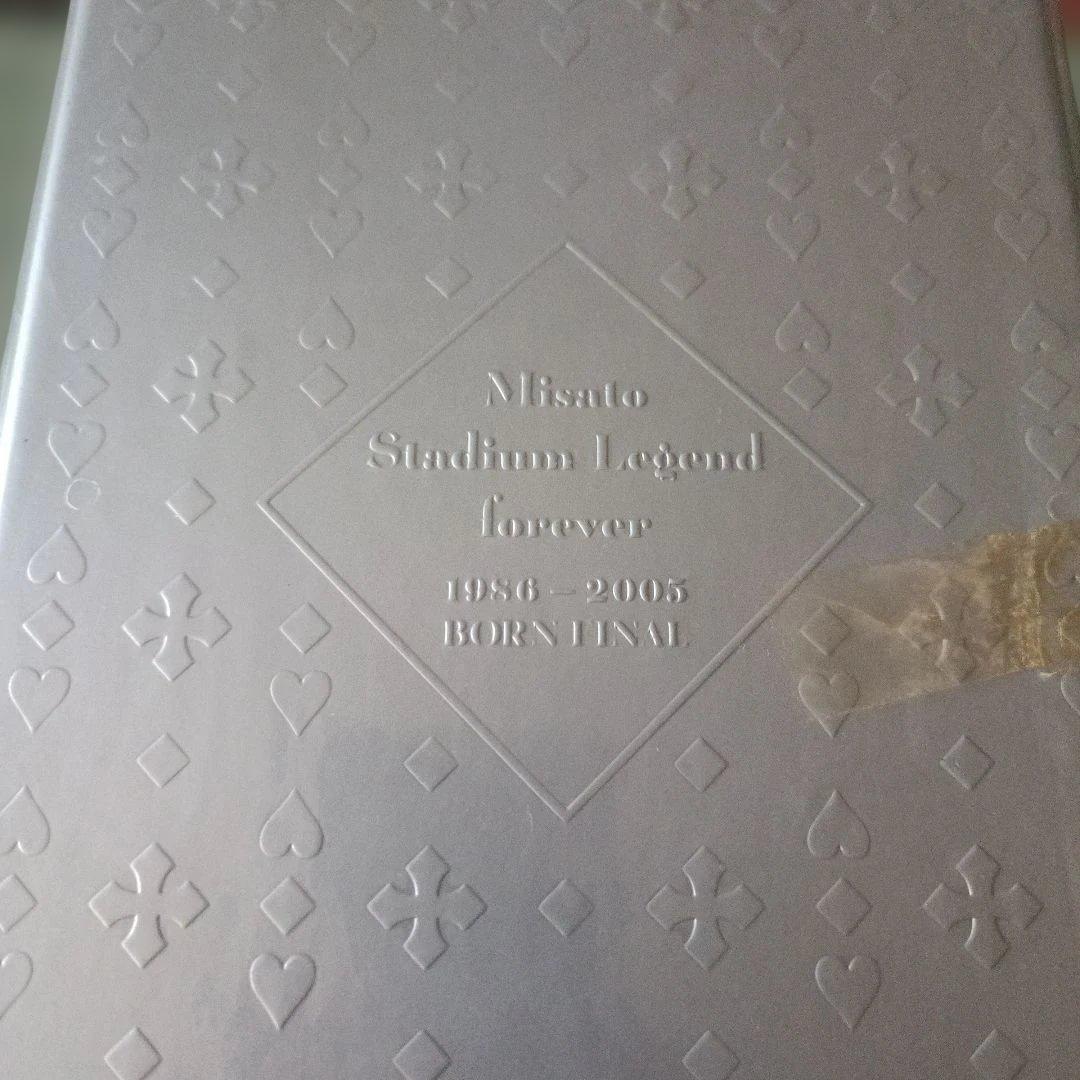 Misato
Stadium Legend
forever
1986 – 2005
BORN FINAL